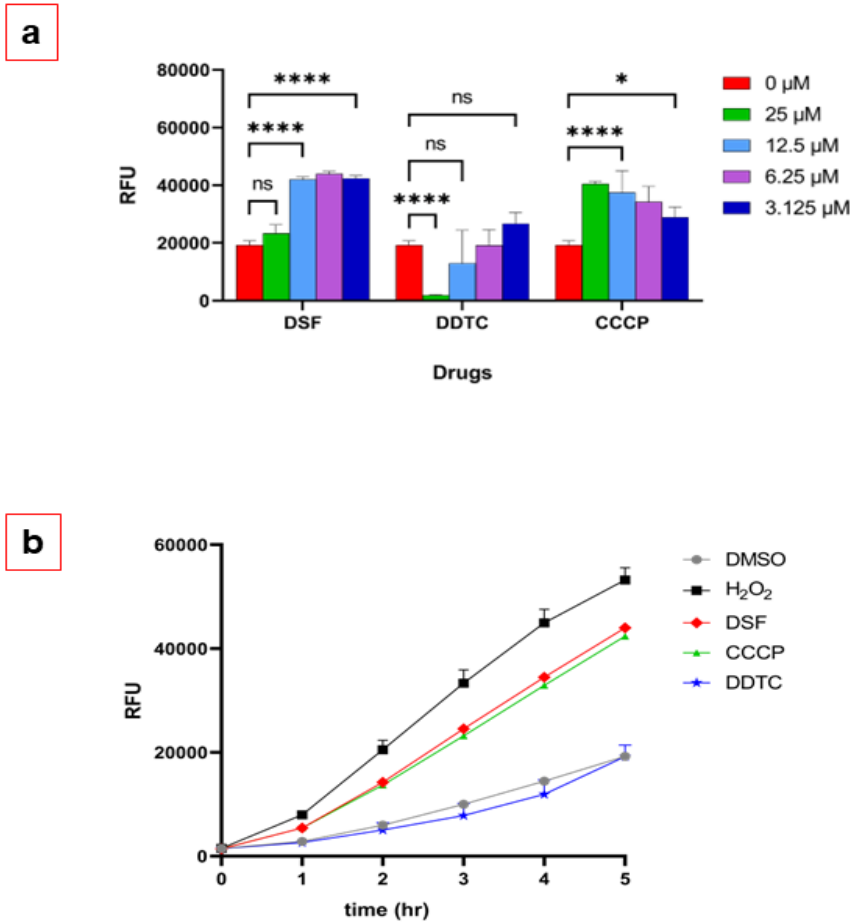 a
80000
60000
40000
20000
0
RFU
****
****
ns
ns
ns
****
*
****
DSF
DDTC
CCCP
Drugs
0 µM
25 µM
12.5 µM
6.25 µM
3.125 µM
b
60000
40000
20000
0
RFU
0 1 2 3 4 5
time (hr)
DMSO
H₂O₂
DSF
CCCP
DDTC